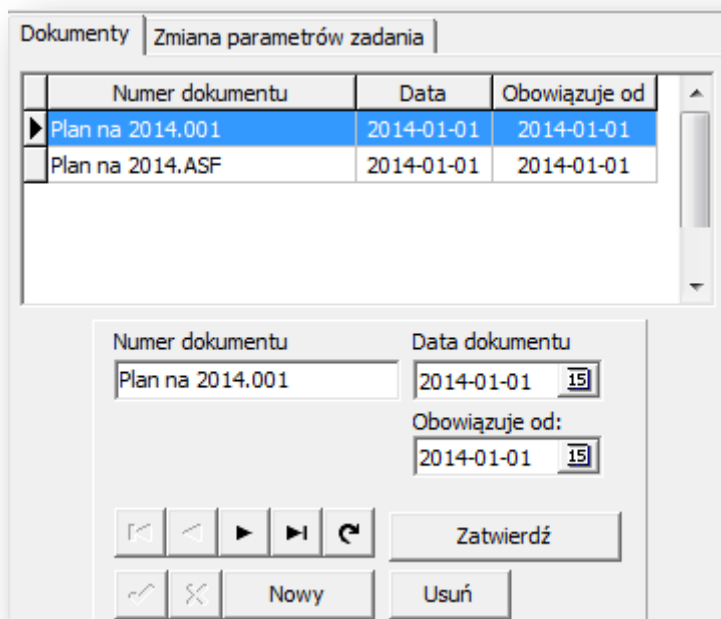 Dokumenty Zmiana parametrów zadania
Numer dokumentu Data Obowiązuje od
Plan na 2014.001 2014-01-01 2014-01-01
Plan na 2014.ASF 2014-01-01 2014-01-01
Numer dokumentu Data dokumentu
Plan na 2014.001 2014-01-01 15
Obowiązuje od:
2014-01-01 15
Zatwierdź
Nowy Usuń